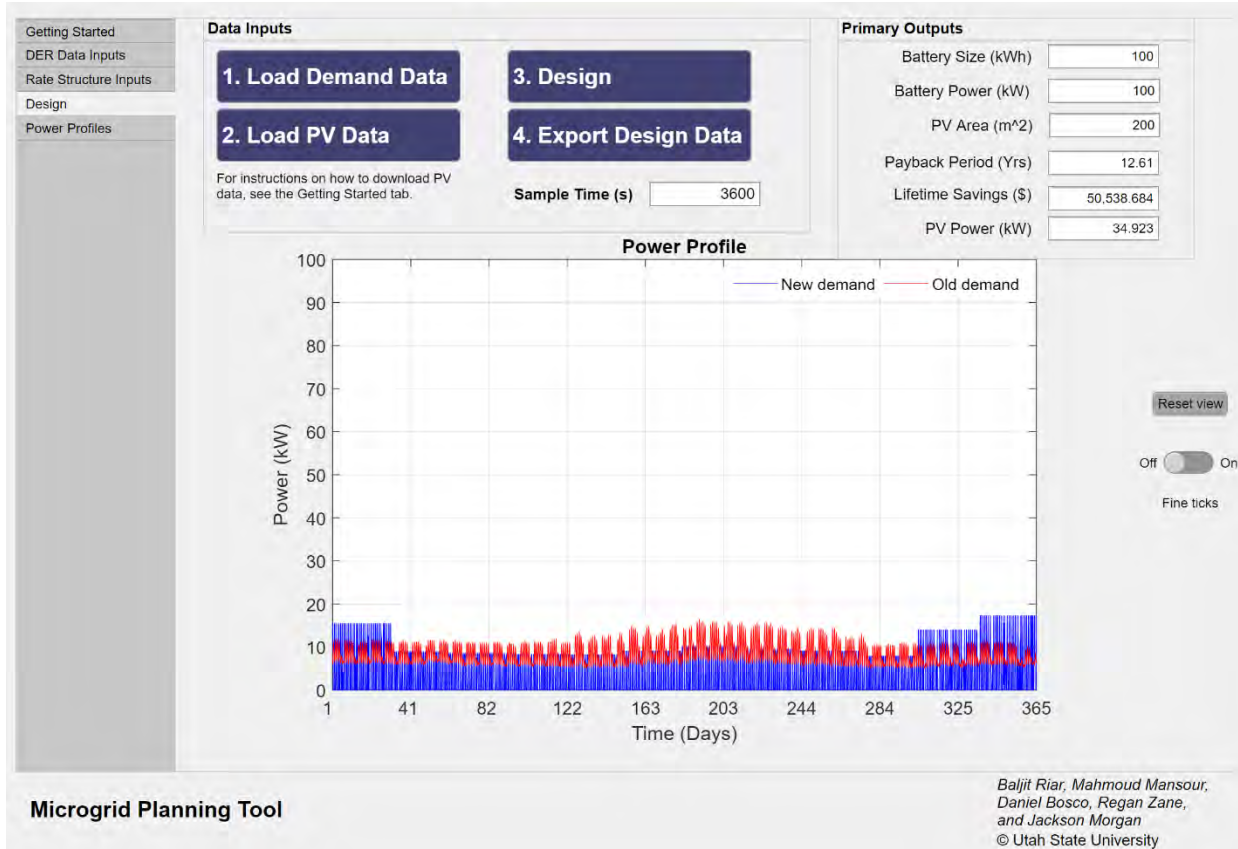 Getting Started
DER Data Inputs
Rate Structure Inputs
Design
Power Profiles
Data Inputs
1. Load Demand Data
3. Design
2. Load PV Data
4. Export Design Data
For instructions on how to download PV
data, see the Getting Started tab.
Sample Time (s) 3600
Primary Outputs
Battery Size (kWh) 100
Battery Power (kW) 100
PV Area (m^2) 200
Payback Period (Yrs) 12.61
Lifetime Savings ($) 50,538.684
PV Power (kW) 34.923
Power Profile
New demand Old demand
100
90
80
70
60
50
40
30
20
10
0
Power (kW)
1 41 82 122 163 203 244 284 325 365
Time (Days)
Reset view
Off On
Fine ticks
Microgrid Planning Tool
Baljit Riar, Mahmoud Mansour,
Daniel Bosco, Regan Zane,
and Jackson Morgan
© Utah State University